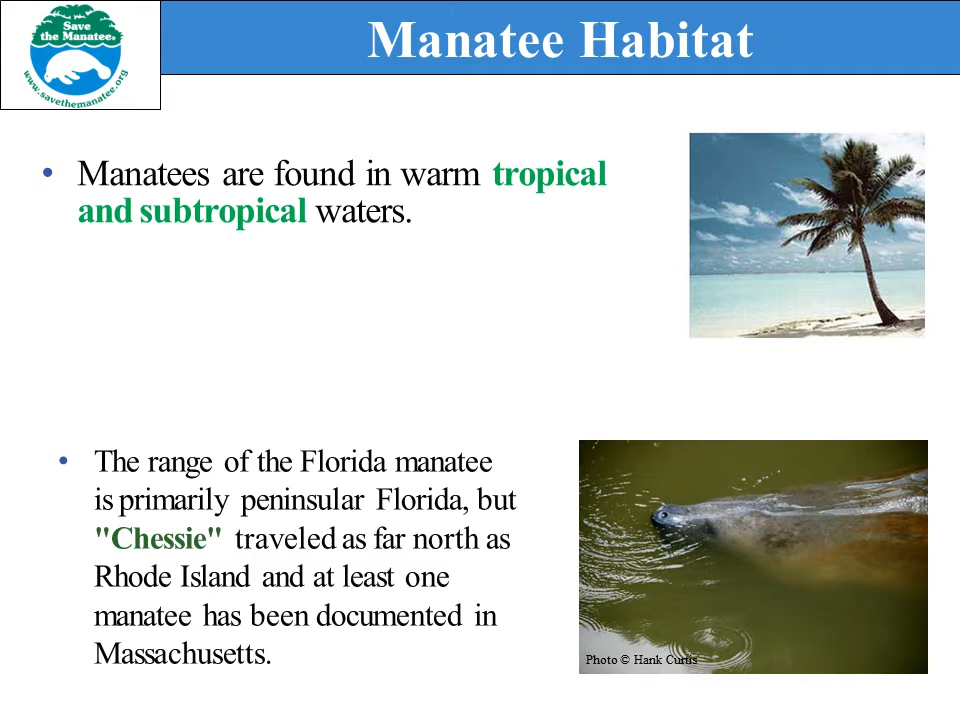 Save
the Manatee®
www.savethemanatee.org
Manatee Habitat
• Manatees are found in warm tropical
and subtropical waters.
• The range of the Florida manatee
is primarily peninsular Florida, but
"Chessie" traveled as far north as
Rhode Island and at least one
manatee has been documented in
Massachusetts.
Photo © Hank Curtis